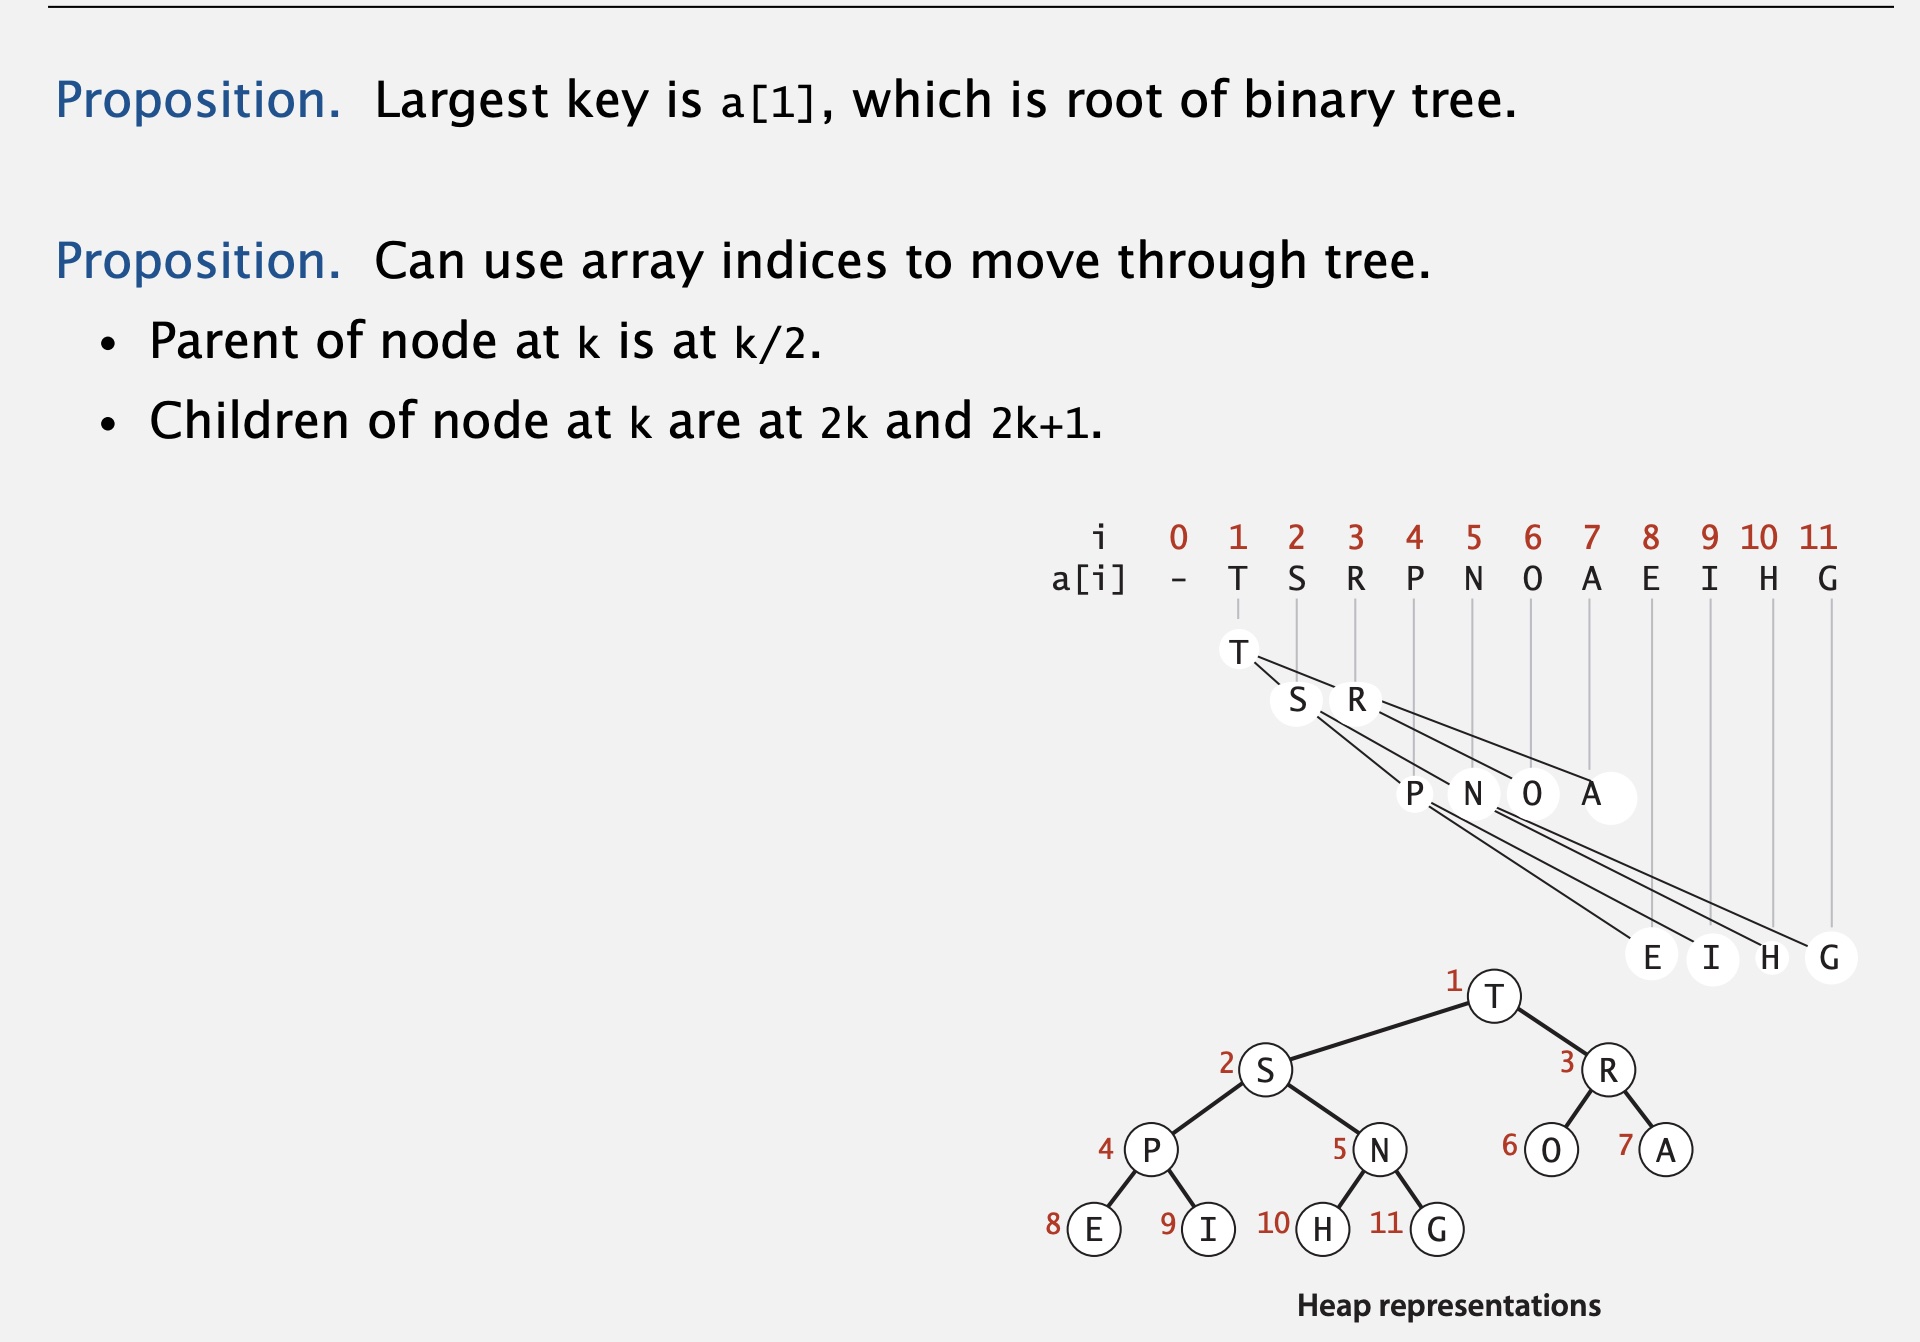 Proposition. Largest key is a[1], which is root of binary tree.
Proposition. Can use array indices to move through tree.
• Parent of node at k is at k/2.
• Children of node at k are at 2k and 2k+1.
i 0 1 2 3 4 5 6 7 8 9 10 11
a[i] – T S R P N O A E I H G
T
S R
P N O A
E I H G
1 T
2 S 3 R
4 P 5 N 6 O 7 A
8 E 9 I 10 H 11 G
Heap representations